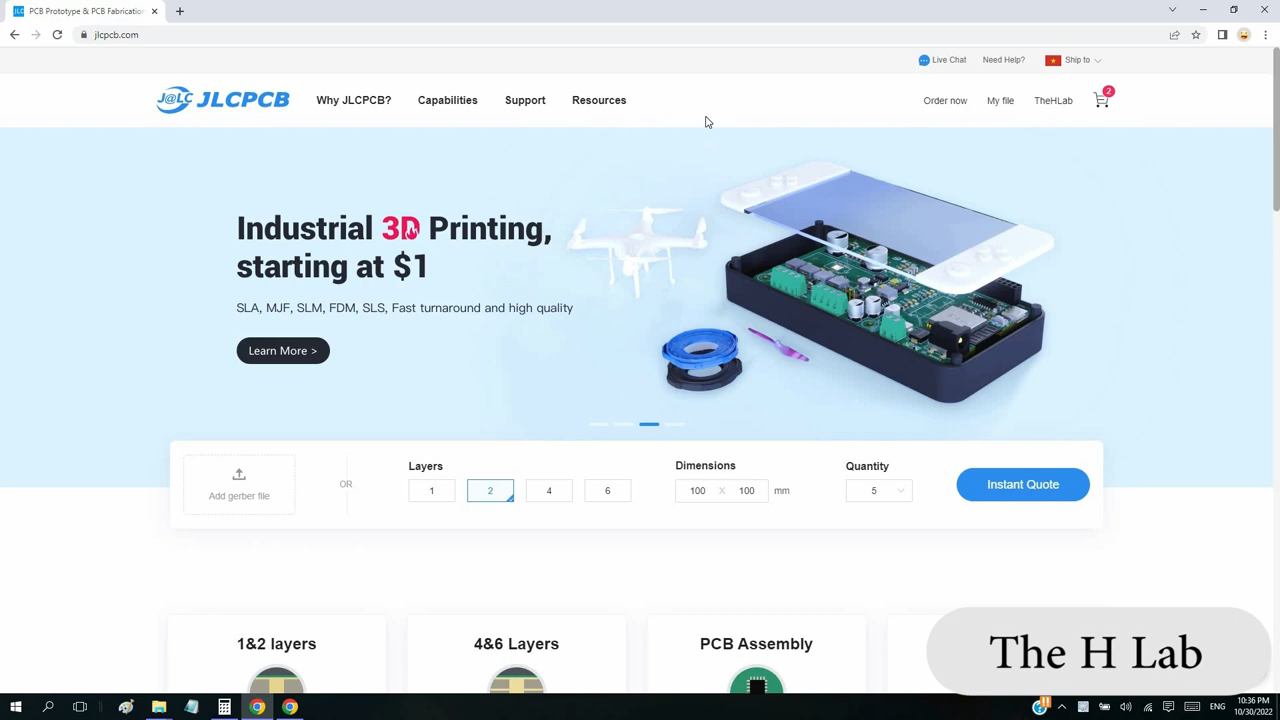 PCB Prototype & PCB Fabrication
jlcpcb.com
Live Chat
Need Help?
Ship to
J@LC JLCPCB
Why JLCPCB?
Capabilities
Support
Resources
Order now
My file
TheHLab
2
Industrial 3D Printing,
starting at $1
SLA, MJF, SLM, FDM, SLS, Fast turnaround and high quality
Learn More >
Add gerber file
OR
Layers
1
2
4
6
Dimensions
100 X 100 mm
Quantity
5
Instant Quote
1&2 layers
4&6 Layers
PCB Assembly
The H Lab
ENG
10:36 PM
10/30/2022